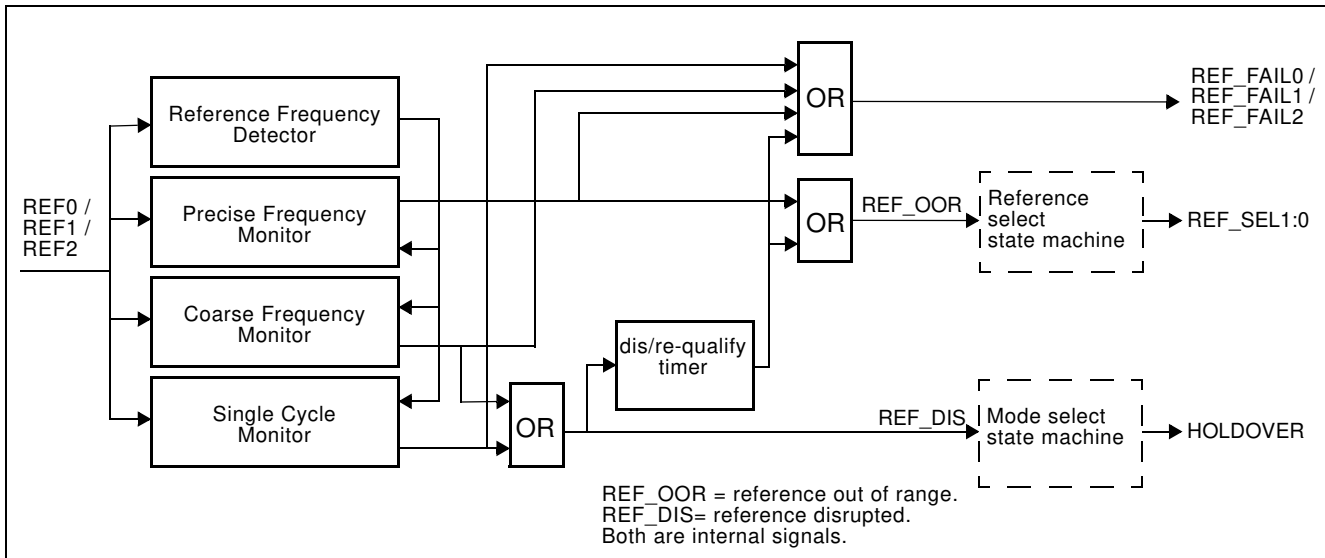 REF0 /
REF1 /
REF2
Reference Frequency
Detector
Precise Frequency
Monitor
Coarse Frequency
Monitor
Single Cycle
Monitor
OR
dis/re-qualify
timer
OR
REF_FAIL0 /
REF_FAIL1 /
REF_FAIL2
OR
REF_OOR
Reference
select
state machine
REF_SEL1:0
REF_DIS
Mode select
state machine
HOLDOVER
REF_OOR = reference out of range.
REF_DIS= reference disrupted.
Both are internal signals.